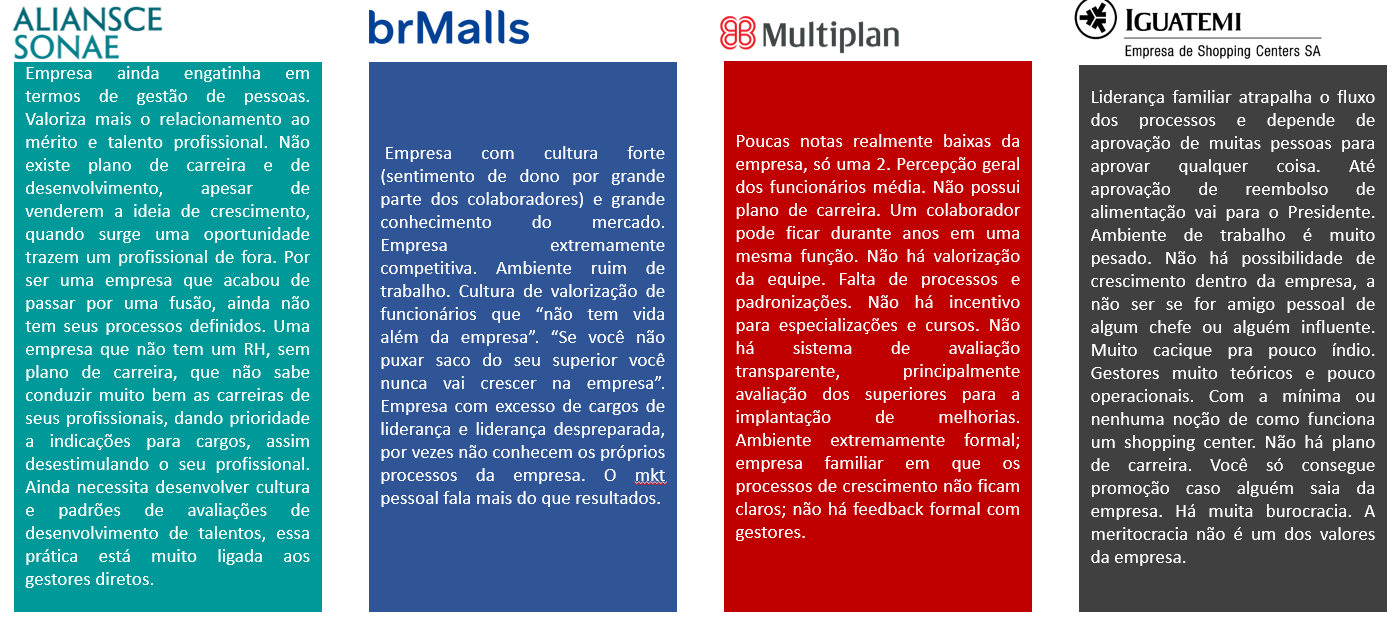 ALIANSCE
SONAE
Empresa ainda engatinha em
termos de gestão de pessoas.
Valoriza mais o relacionamento ao
mérito e talento profissional. Não
existe plano de carreira e de
desenvolvimento, apesar de
venderem a ideia de crescimento,
quando surge uma oportunidade
trazem um profissional de fora. Por
ser uma empresa que acabou de
passar por uma fusão, ainda não
tem seus processos definidos. Uma
empresa que não tem um RH, sem
plano de carreira, que não sabe
conduzir muito bem as carreiras de
seus profissionais, dando prioridade
a indicações para cargos, assim
desestimulando o seu profissional.
Ainda necessita desenvolver cultura
e padrões de avaliações de
desenvolvimento de talentos, essa
prática está muito ligada aos
gestores diretos.
brMalls
Empresa com cultura forte
(sentimento de dono por grande
parte dos colaboradores) e grande
conhecimento do mercado.
Empresa extremamente
competitiva. Ambiente ruim de
trabalho. Cultura de valorização de
funcionários que “não tem vida
além da empresa”. “Se você não
puxar saco do seu superior você
nunca vai crescer na empresa”.
Empresa com excesso de cargos de
liderança e liderança despreparada,
por vezes não conhecem os próprios
processos da empresa. O mkt
pessoal fala mais do que resultados.
Multiplan
Poucas notas realmente baixas da
empresa, só uma 2. Percepção geral
dos funcionários média. Não possui
plano de carreira. Um colaborador
pode ficar durante anos em uma
mesma função. Não há valorização
da equipe. Falta de processos e
padronizações. Não há incentivo
para especializações e cursos. Não
há sistema de avaliação
transparente, principalmente
avaliação dos superiores para a
implantação de melhorias.
Ambiente extremamente formal;
empresa familiar em que os
processos de crescimento não ficam
claros; não há feedback formal com
gestores.
IGUATEMI
Empresa de Shopping Centers SA
Liderança familiar atrapalha o fluxo
dos processos e depende de
aprovação de muitas pessoas para
aprovar qualquer coisa. Até
aprovação de reembolso de
alimentação vai para o Presidente.
Ambiente de trabalho é muito
pesado. Não há possibilidade de
crescimento dentro da empresa, a
não ser se for amigo pessoal de
algum chefe ou alguém influente.
Muito cacique pra pouco índio.
Gestores muito teóricos e pouco
operacionais. Com a mínima ou
nenhuma noção de como funciona
um shopping center. Não há plano
de carreira. Você só consegue
promoção caso alguém saia da
empresa. Há muita burocracia. A
meritocracia não é um dos valores
da empresa.